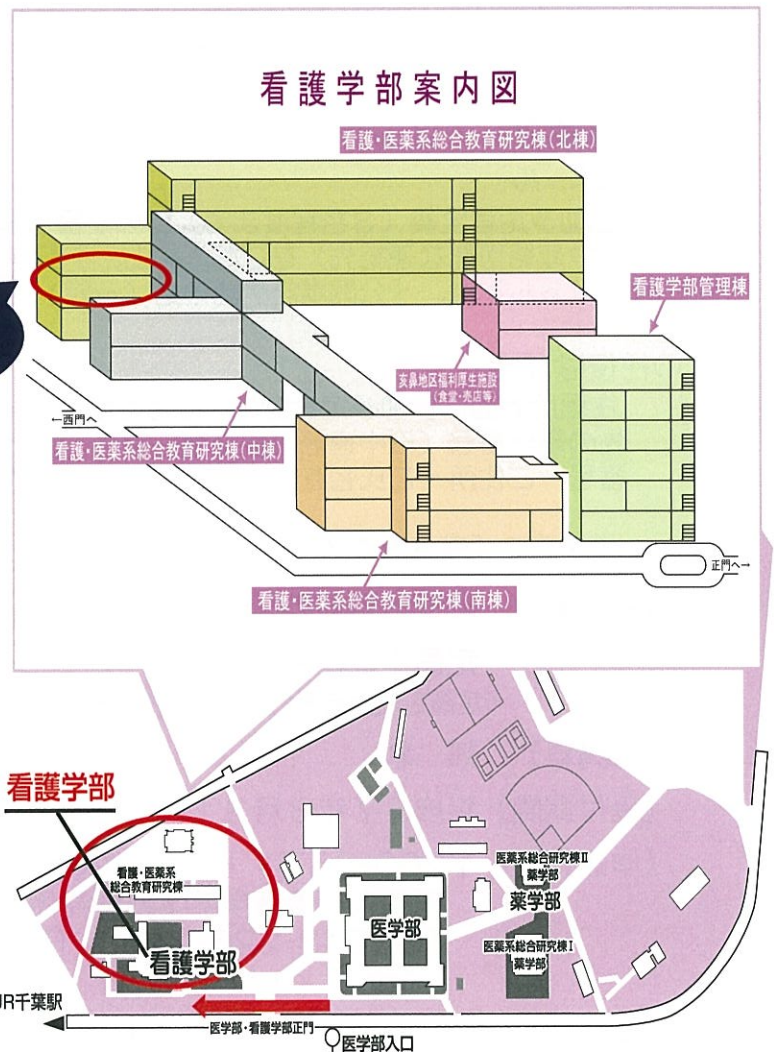 看護学部案内図
看護・医薬系総合教育研究棟(北棟)
看護学部管理棟
亥鼻地区福利厚生施設
(食堂・売店等)
←西門へ
看護・医薬系総合教育研究棟(中棟)
正門へ→
看護・医薬系総合教育研究棟(南棟)
看護学部
看護・医薬系
総合教育研究棟
医薬系総合研究棟II
薬学部
薬学部
医学部
医薬系総合研究棟I
薬学部
看護学部
JR千葉駅
医学部・看護学部正門
医学部入口